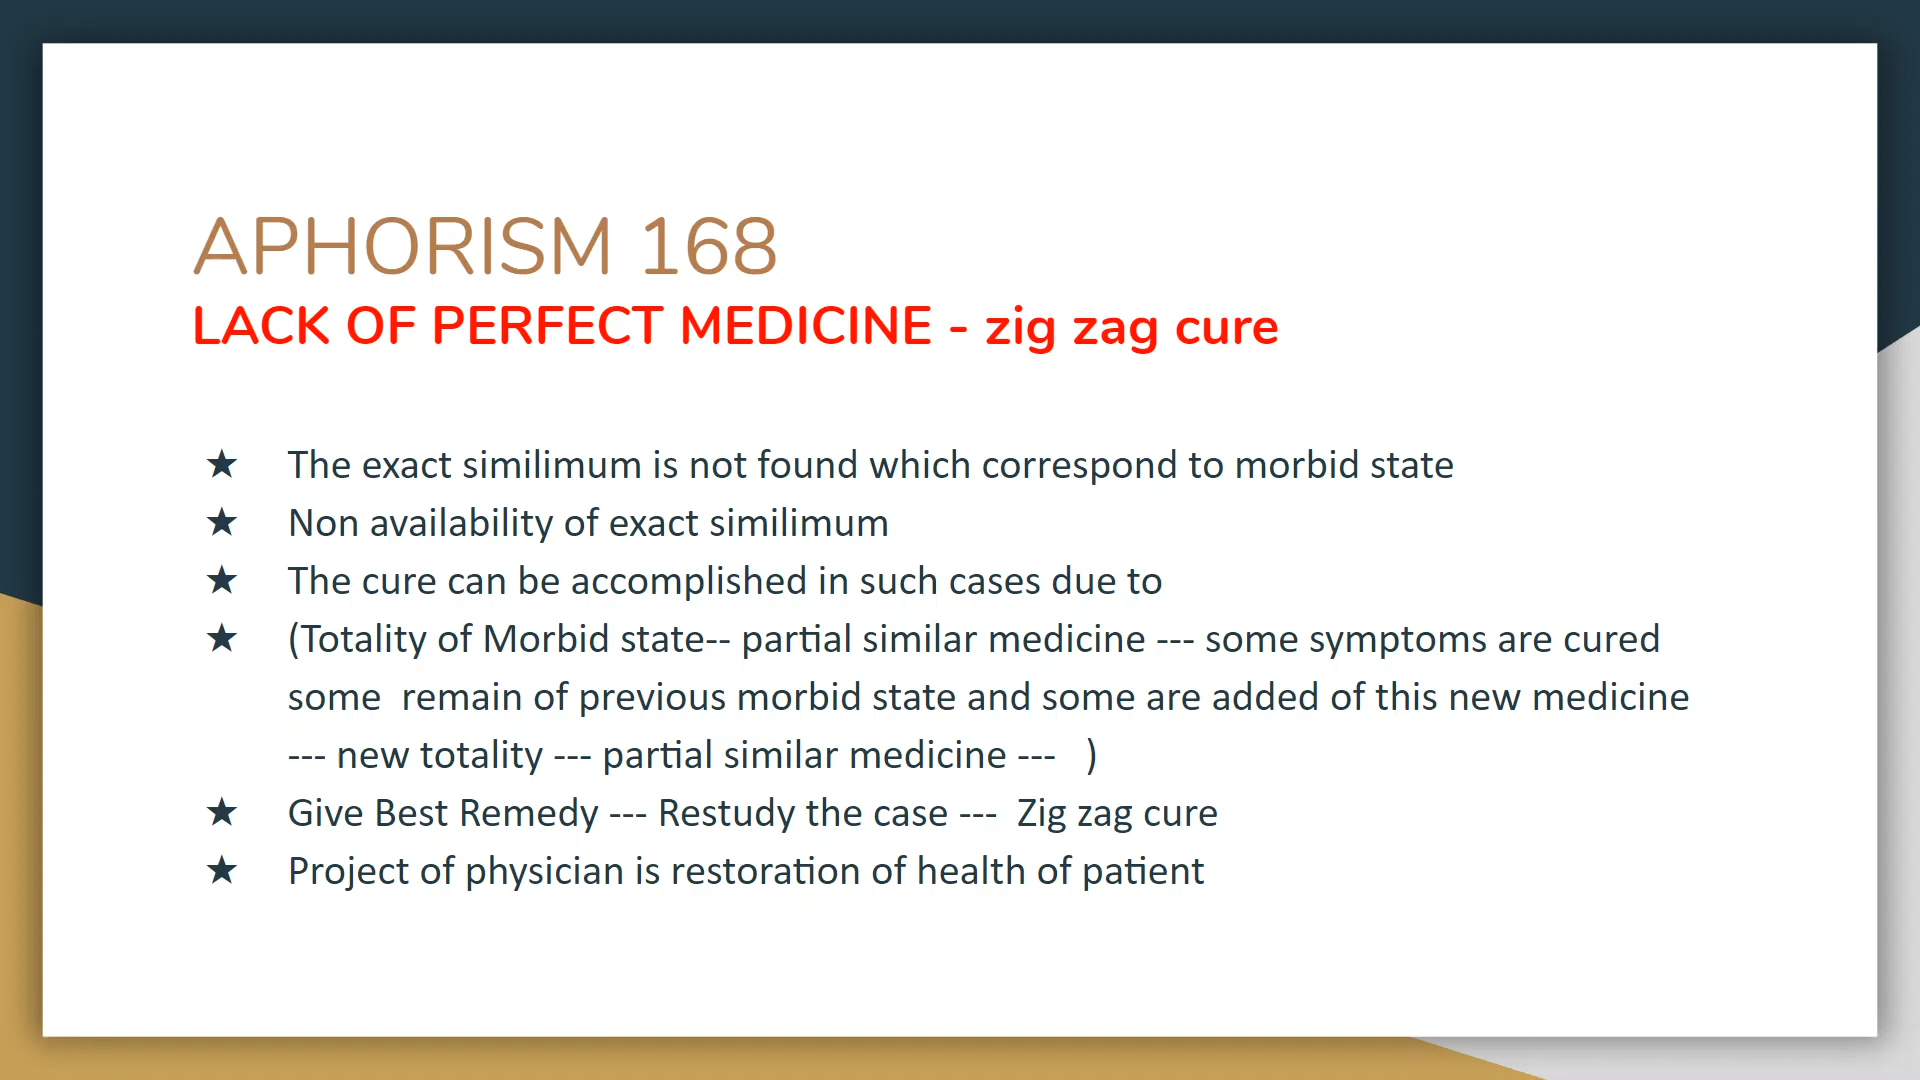 APHORISM 168
LACK OF PERFECT MEDICINE - zig zag cure
★ The exact similimum is not found which correspond to morbid state
★ Non availability of exact similimum
★ The cure can be accomplished in such cases due to
★ (Totality of Morbid state-- partial similar medicine --- some symptoms are cured
some  remain of previous morbid state and some are added of this new medicine
--- new totality --- partial similar medicine ---   )
★ Give Best Remedy --- Restudy the case ---  Zig zag cure
★ Project of physician is restoration of health of patient